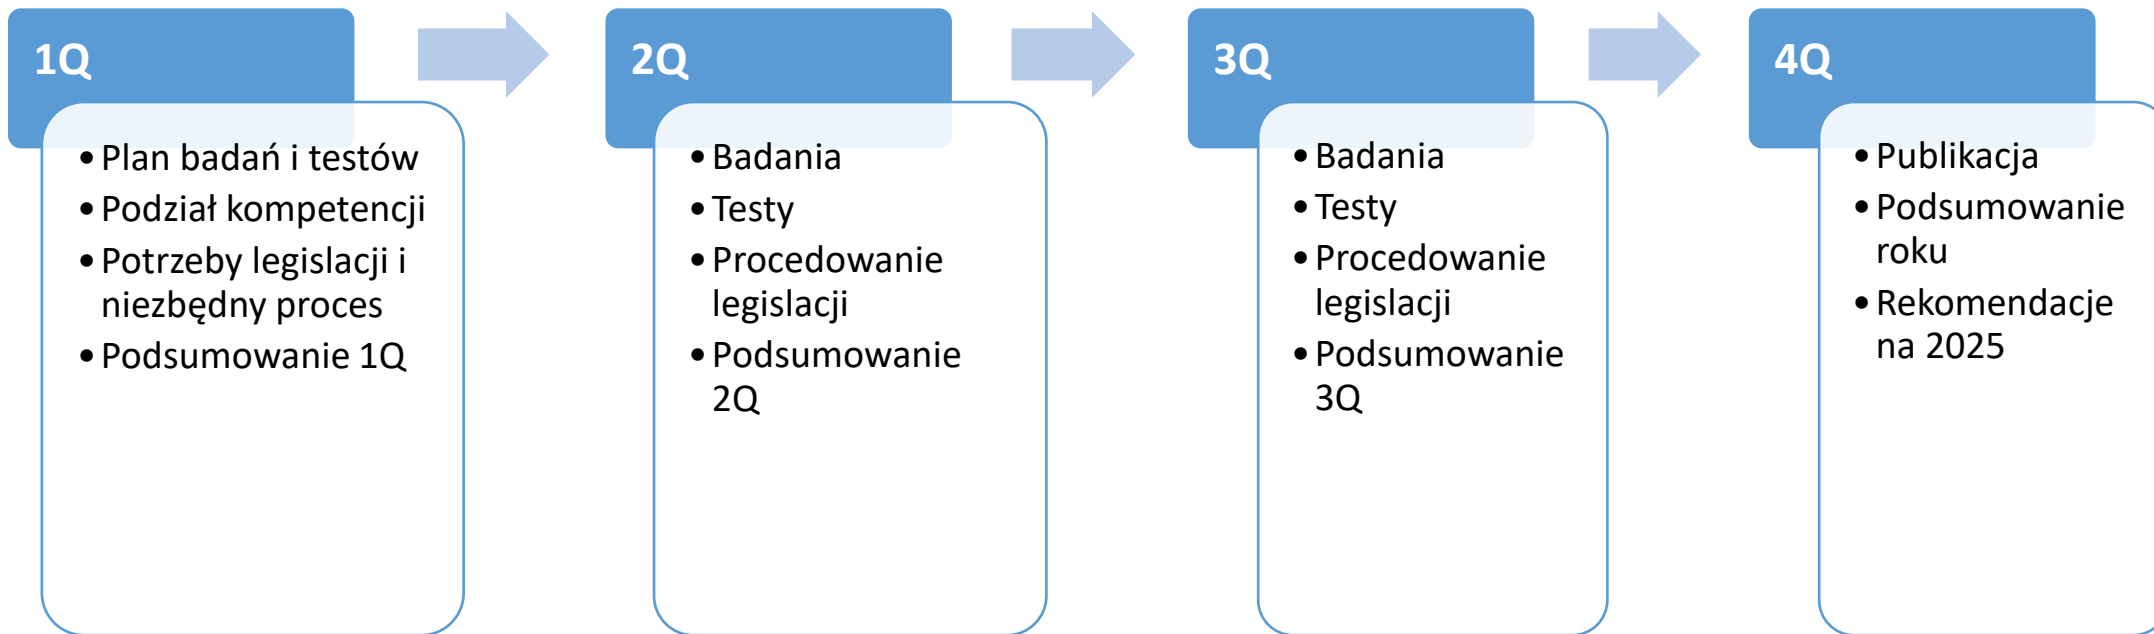 1Q
• Plan badań i testów
• Podział kompetencji
• Potrzeby legislacji i
niezbędny proces
• Podsumowanie 1Q
2Q
• Badania
• Testy
• Procedowanie
legislacji
• Podsumowanie
2Q
3Q
• Badania
• Testy
• Procedowanie
legislacji
• Podsumowanie
3Q
4Q
• Publikacja
• Podsumowanie
roku
• Rekomendacje
na 2025